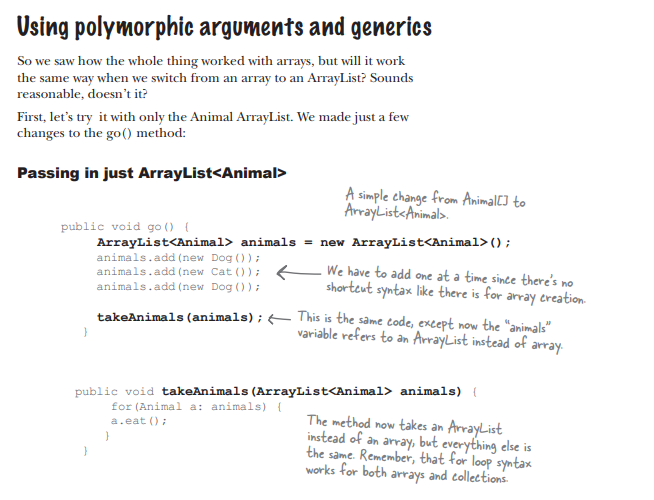 Using polymorphic arguments and generics
So we saw how the whole thing worked with arrays, but will it work
the same way when we switch from an array to an ArrayList? Sounds
reasonable, doesn't it?
First, let's try it with only the Animal ArrayList. We made just a few
changes to the go() method:
Passing in just ArrayList<Animal>
A simple change from Animal[] to
ArrayList<Animal>.
public void go() {
ArrayList<Animal> animals = new ArrayList<Animal>();
animals.add(new Dog());
animals.add(new Cat());
animals.add(new Dog());
We have to add one at a time since there's no
shortcut syntax like there is for array creation.
takeAnimals(animals);
This is the same code, except now the "animals"
variable refers to an ArrayList instead of array.
}
public void takeAnimals(ArrayList<Animal> animals) {
for(Animal a: animals) {
a.eat();
}
}
The method now takes an ArrayList
instead of an array, but everything else is
the same. Remember, that for loop syntax
works for both arrays and collections.